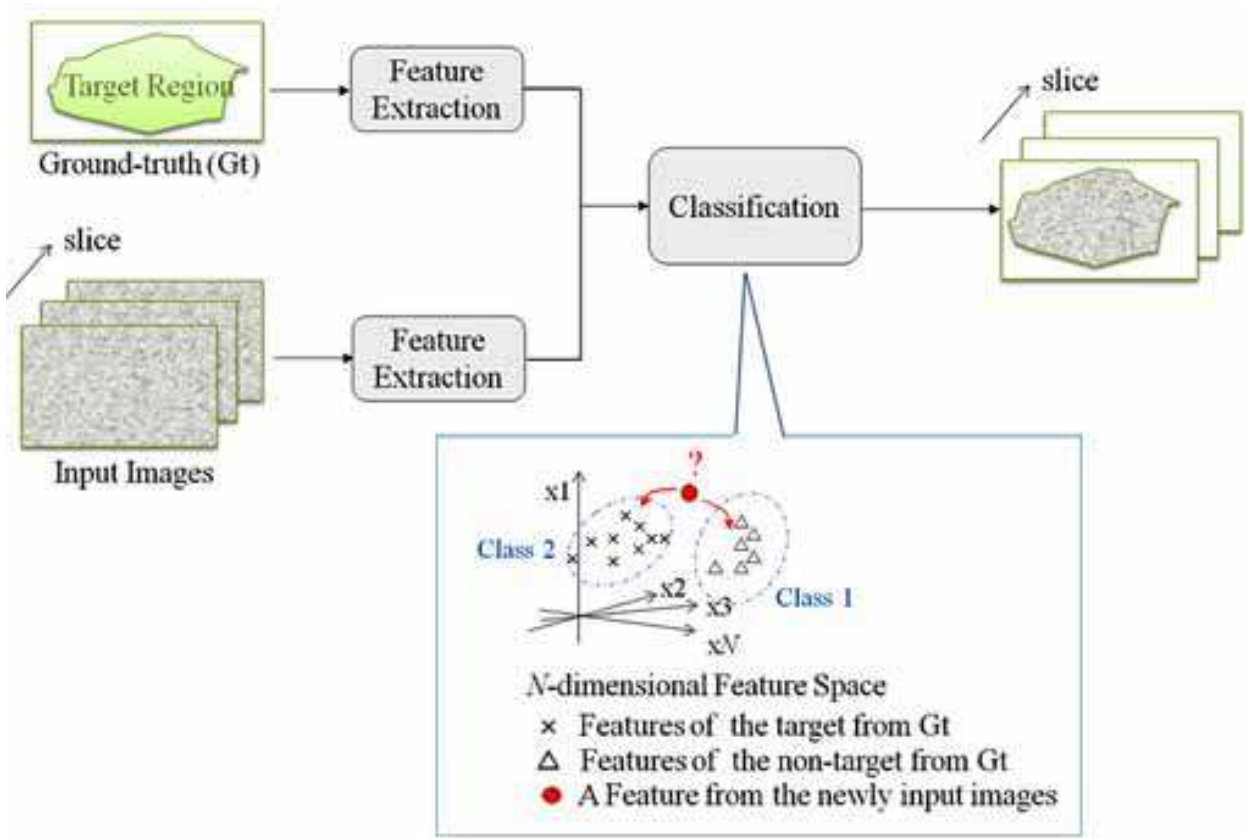 Target Region
Ground-truth (Gt)
Feature
Extraction
slice
Input Images
Feature
Extraction
Classification
slice
?
x1
Class 2
x2
x3
Class 1
xN
N-dimensional Feature Space
× Features of the target from Gt
△ Features of the non-target from Gt
● A Feature from the newly input images